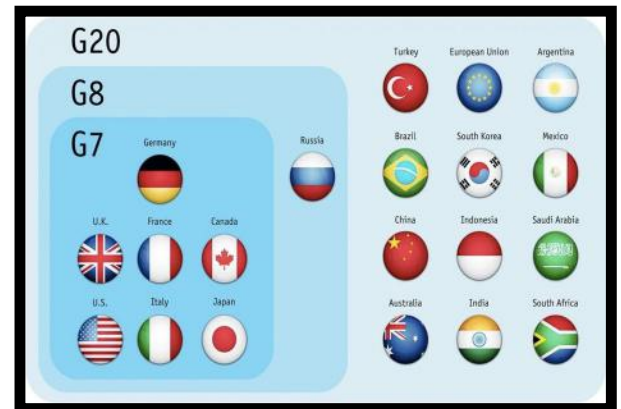 G20
Turkey European Union Argentina
G8
G7 Germany Russia Brazil South Korea Mexico
U.K. France Canada China Indonesia Saudi Arabia
U.S. Italy Japan Australia India South Africa